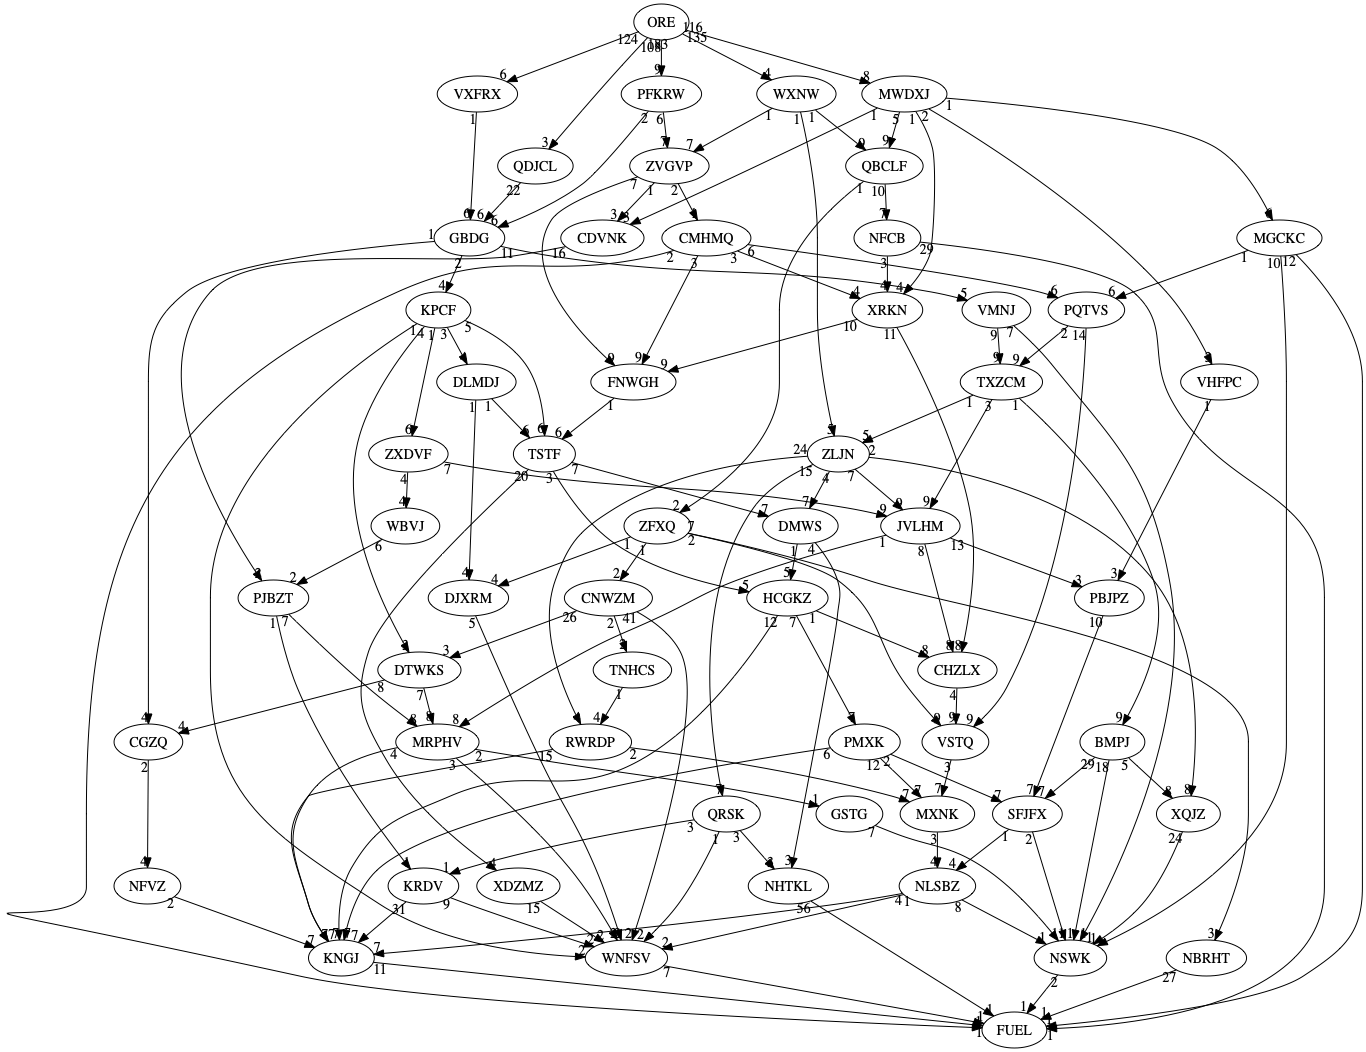 ORE
124 108 183 116 135
6 9 4 8
VXFRX PFKRW WXNW MWDXJ
1 2 6 1 1 1 1 5 1 2 1
3 7 7 9 9
QDJCL ZVGVP QBCLF
22 7 1 2 1 10
6 6 6 3 3 7
GBDG CDVNK CMHMQ NFCB MGCKC
1 2 11 16 2 3 3 6 3 29 1 10 12
4 4 4 4 5 6 6
KPCF XRKN VMNJ PQTVS
14 1 3 5 10 11 9 7 2 14
9 9 9 9 9
DLMDJ FNWGH TXZCM VHFPC
1 1 1 1 3 1 1
6 6 6 6 5 5
ZXDVF TSTF ZLJN
4 7 20 3 7 24 15 4 7 2
4 2 7 7 9 9 9
WBVJ ZFXQ DMWS JVLHM
6 1 1 7 2 1 4 1 8 13
2 4 4 2 5 5 3 3
PJBZT DJXRM CNWZM HCGKZ PBJPZ
1 7 5 26 2 41 12 7 1 10
3 8 8 8
DTWKS TNHCS CHZLX
8 7 1 4
4 4 8 8 8 4 7 9 9 9 9
CGZQ MRPHV RWRDP PMXK VSTQ BMPJ
2 4 3 2 15 2 6 12 2 3 29 18 5
1 7 7 7 7 7 7 8 8
QRSK GSTG MXNK SFJFX XQJZ
3 1 3 7 3 1 2 24
4 1 4 3 4 4
NFVZ KRDV XDZMZ NHTKL NLSBZ
2 31 9 15 56 4 1 8
7 7 7 7 7 2 2 2 2 2 1 1 1 1 1 3
KNGJ WNFSV NSWK NBRHT
11 7 2 27
1 1 1 1 1 1
FUEL